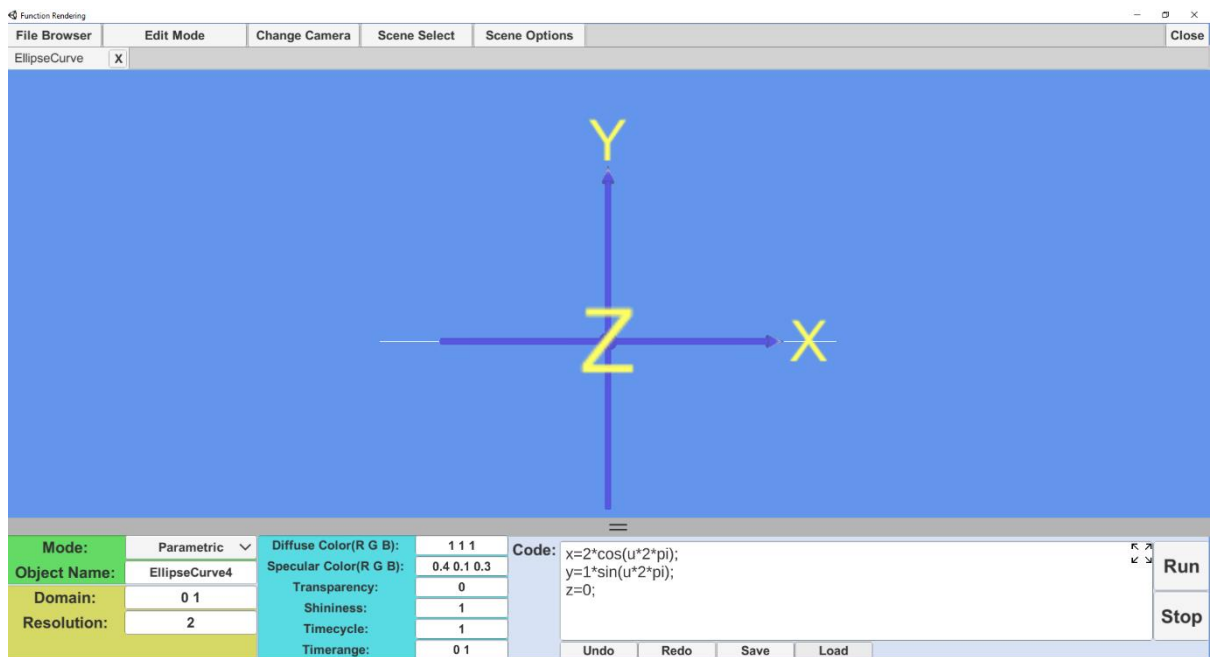 Function Rendering
File Browser Edit Mode Change Camera Scene Select Scene Options Close
EllipseCurve X
Y
Z X
Mode: Parametric
Object Name: EllipseCurve4
Domain: 0 1
Resolution: 2
Diffuse Color(R G B): 1 1 1
Specular Color(R G B): 0.4 0.1 0.3
Transparency: 0
Shininess: 1
Timecycle: 1
Timerange: 0 1
Code:
x=2*cos(u*2*pi);
y=1*sin(u*2*pi);
z=0;
Run
Stop
Undo Redo Save Load